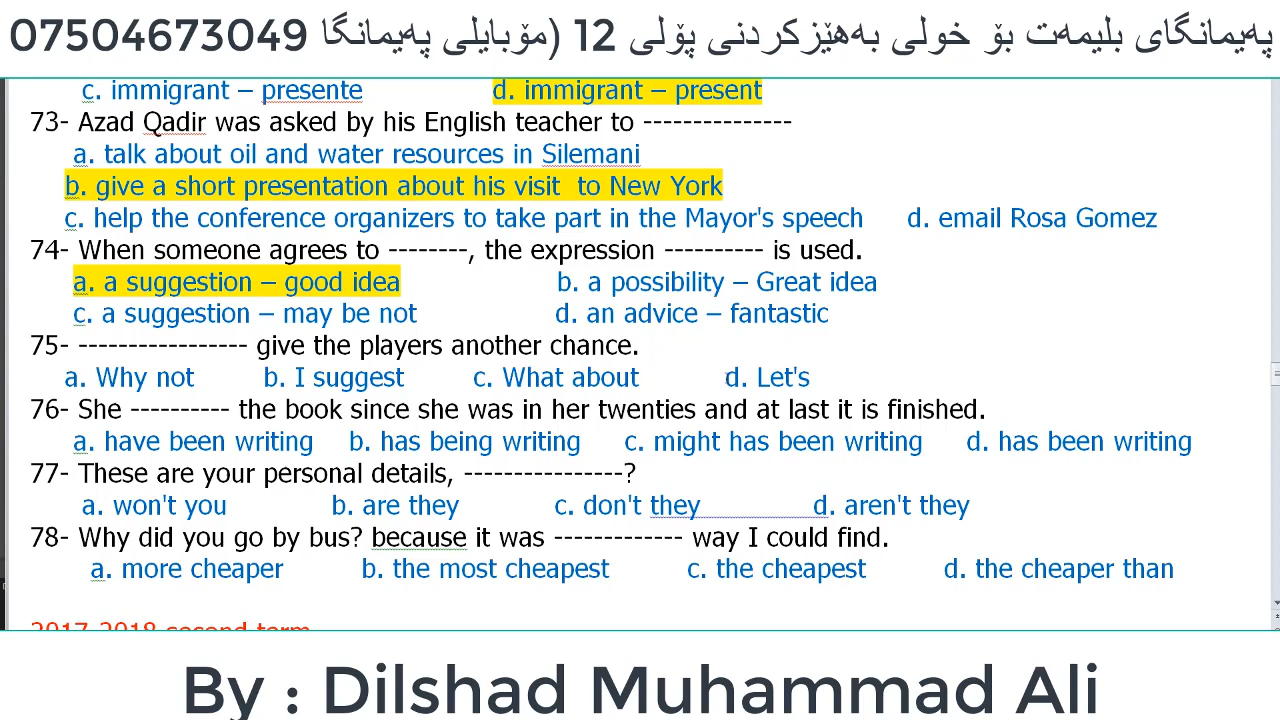 پەیمانگای بلیمەت بۆ خولی بەهێزکردنی پۆلی 12 (مۆبایلی پەیمانگا 07504673049
c. immigrant – presente d. immigrant – present
73- Azad Qadir was asked by his English teacher to ---------------
a. talk about oil and water resources in Silemani
b. give a short presentation about his visit to New York
c. help the conference organizers to take part in the Mayor's speech d. email Rosa Gomez
74- When someone agrees to --------, the expression ---------- is used.
a. a suggestion – good idea b. a possibility – Great idea
c. a suggestion – may be not d. an advice – fantastic
75- ----------------- give the players another chance.
a. Why not b. I suggest c. What about d. Let's
76- She ---------- the book since she was in her twenties and at last it is finished.
a. have been writing b. has being writing c. might has been writing d. has been writing
77- These are your personal details, ----------------?
a. won't you b. are they c. don't they d. aren't they
78- Why did you go by bus? because it was ------------- way I could find.
a. more cheaper b. the most cheapest c. the cheapest d. the cheaper than
2017-2018 second term
By : Dilshad Muhammad Ali